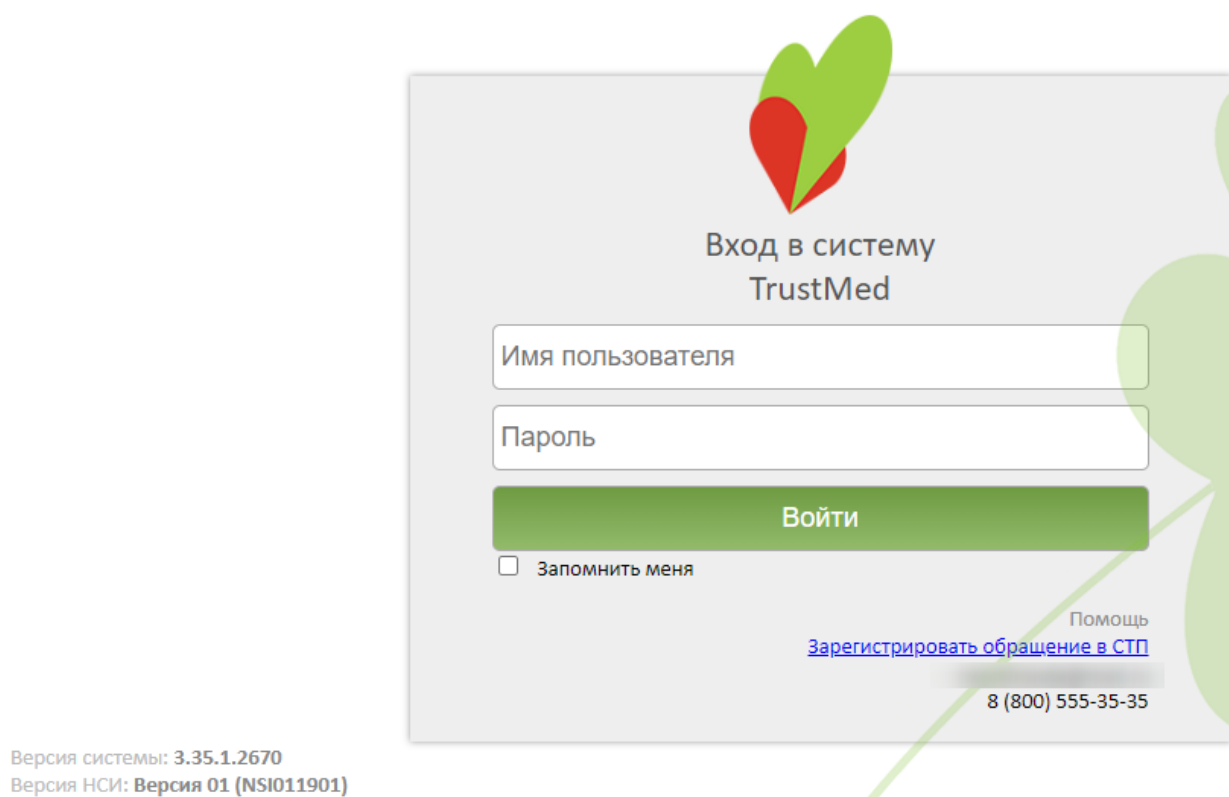 Вход в систему
TrustMed
Имя пользователя
Пароль
Войти
Запомнить меня
Помощь
Зарегистрировать обращение в СТП
8 (800) 555-35-35
Версия системы: 3.35.1.2670
Версия НСИ: Версия 01 (NSI011901)